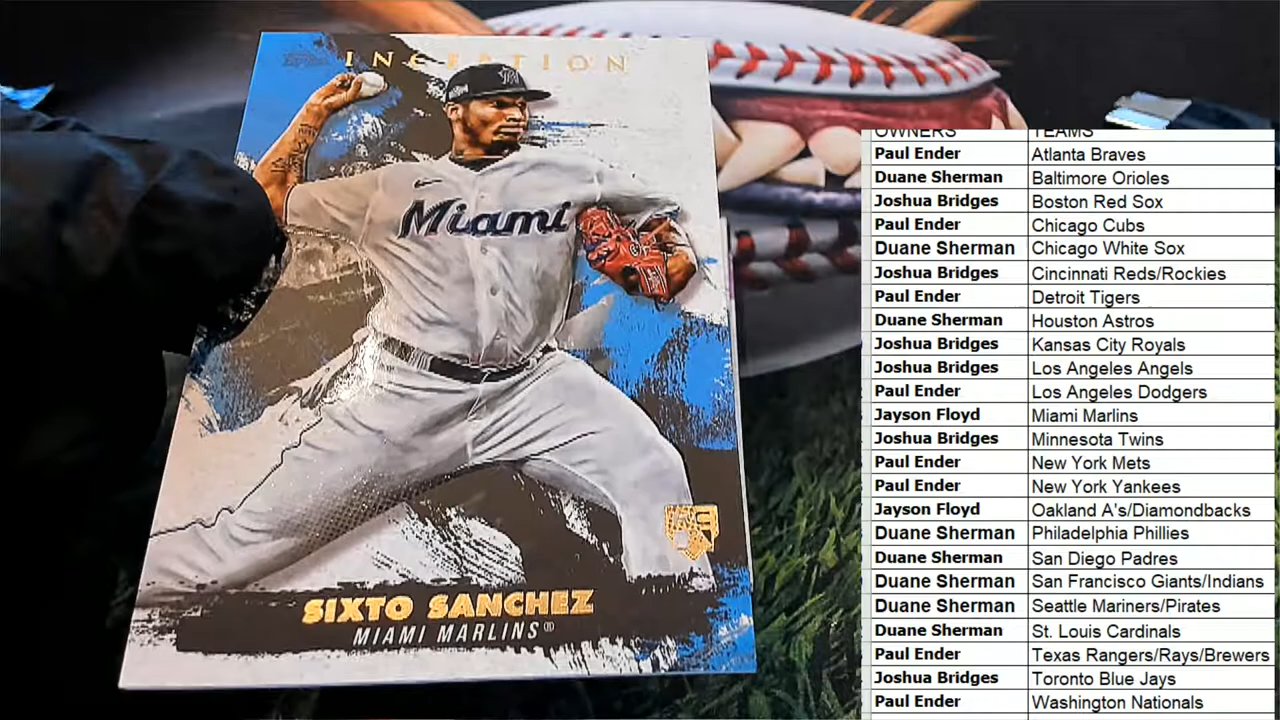 INCEPTION
Miami
SIXTO SANCHEZ
MIAMI MARLINS®
RC
OWNERS TEAMS
Paul Ender Atlanta Braves
Duane Sherman Baltimore Orioles
Joshua Bridges Boston Red Sox
Paul Ender Chicago Cubs
Duane Sherman Chicago White Sox
Joshua Bridges Cincinnati Reds/Rockies
Paul Ender Detroit Tigers
Duane Sherman Houston Astros
Joshua Bridges Kansas City Royals
Joshua Bridges Los Angeles Angels
Paul Ender Los Angeles Dodgers
Jayson Floyd Miami Marlins
Joshua Bridges Minnesota Twins
Paul Ender New York Mets
Paul Ender New York Yankees
Jayson Floyd Oakland A's/Diamondbacks
Duane Sherman Philadelphia Phillies
Duane Sherman San Diego Padres
Duane Sherman San Francisco Giants/Indians
Duane Sherman Seattle Mariners/Pirates
Duane Sherman St. Louis Cardinals
Paul Ender Texas Rangers/Rays/Brewers
Joshua Bridges Toronto Blue Jays
Paul Ender Washington Nationals